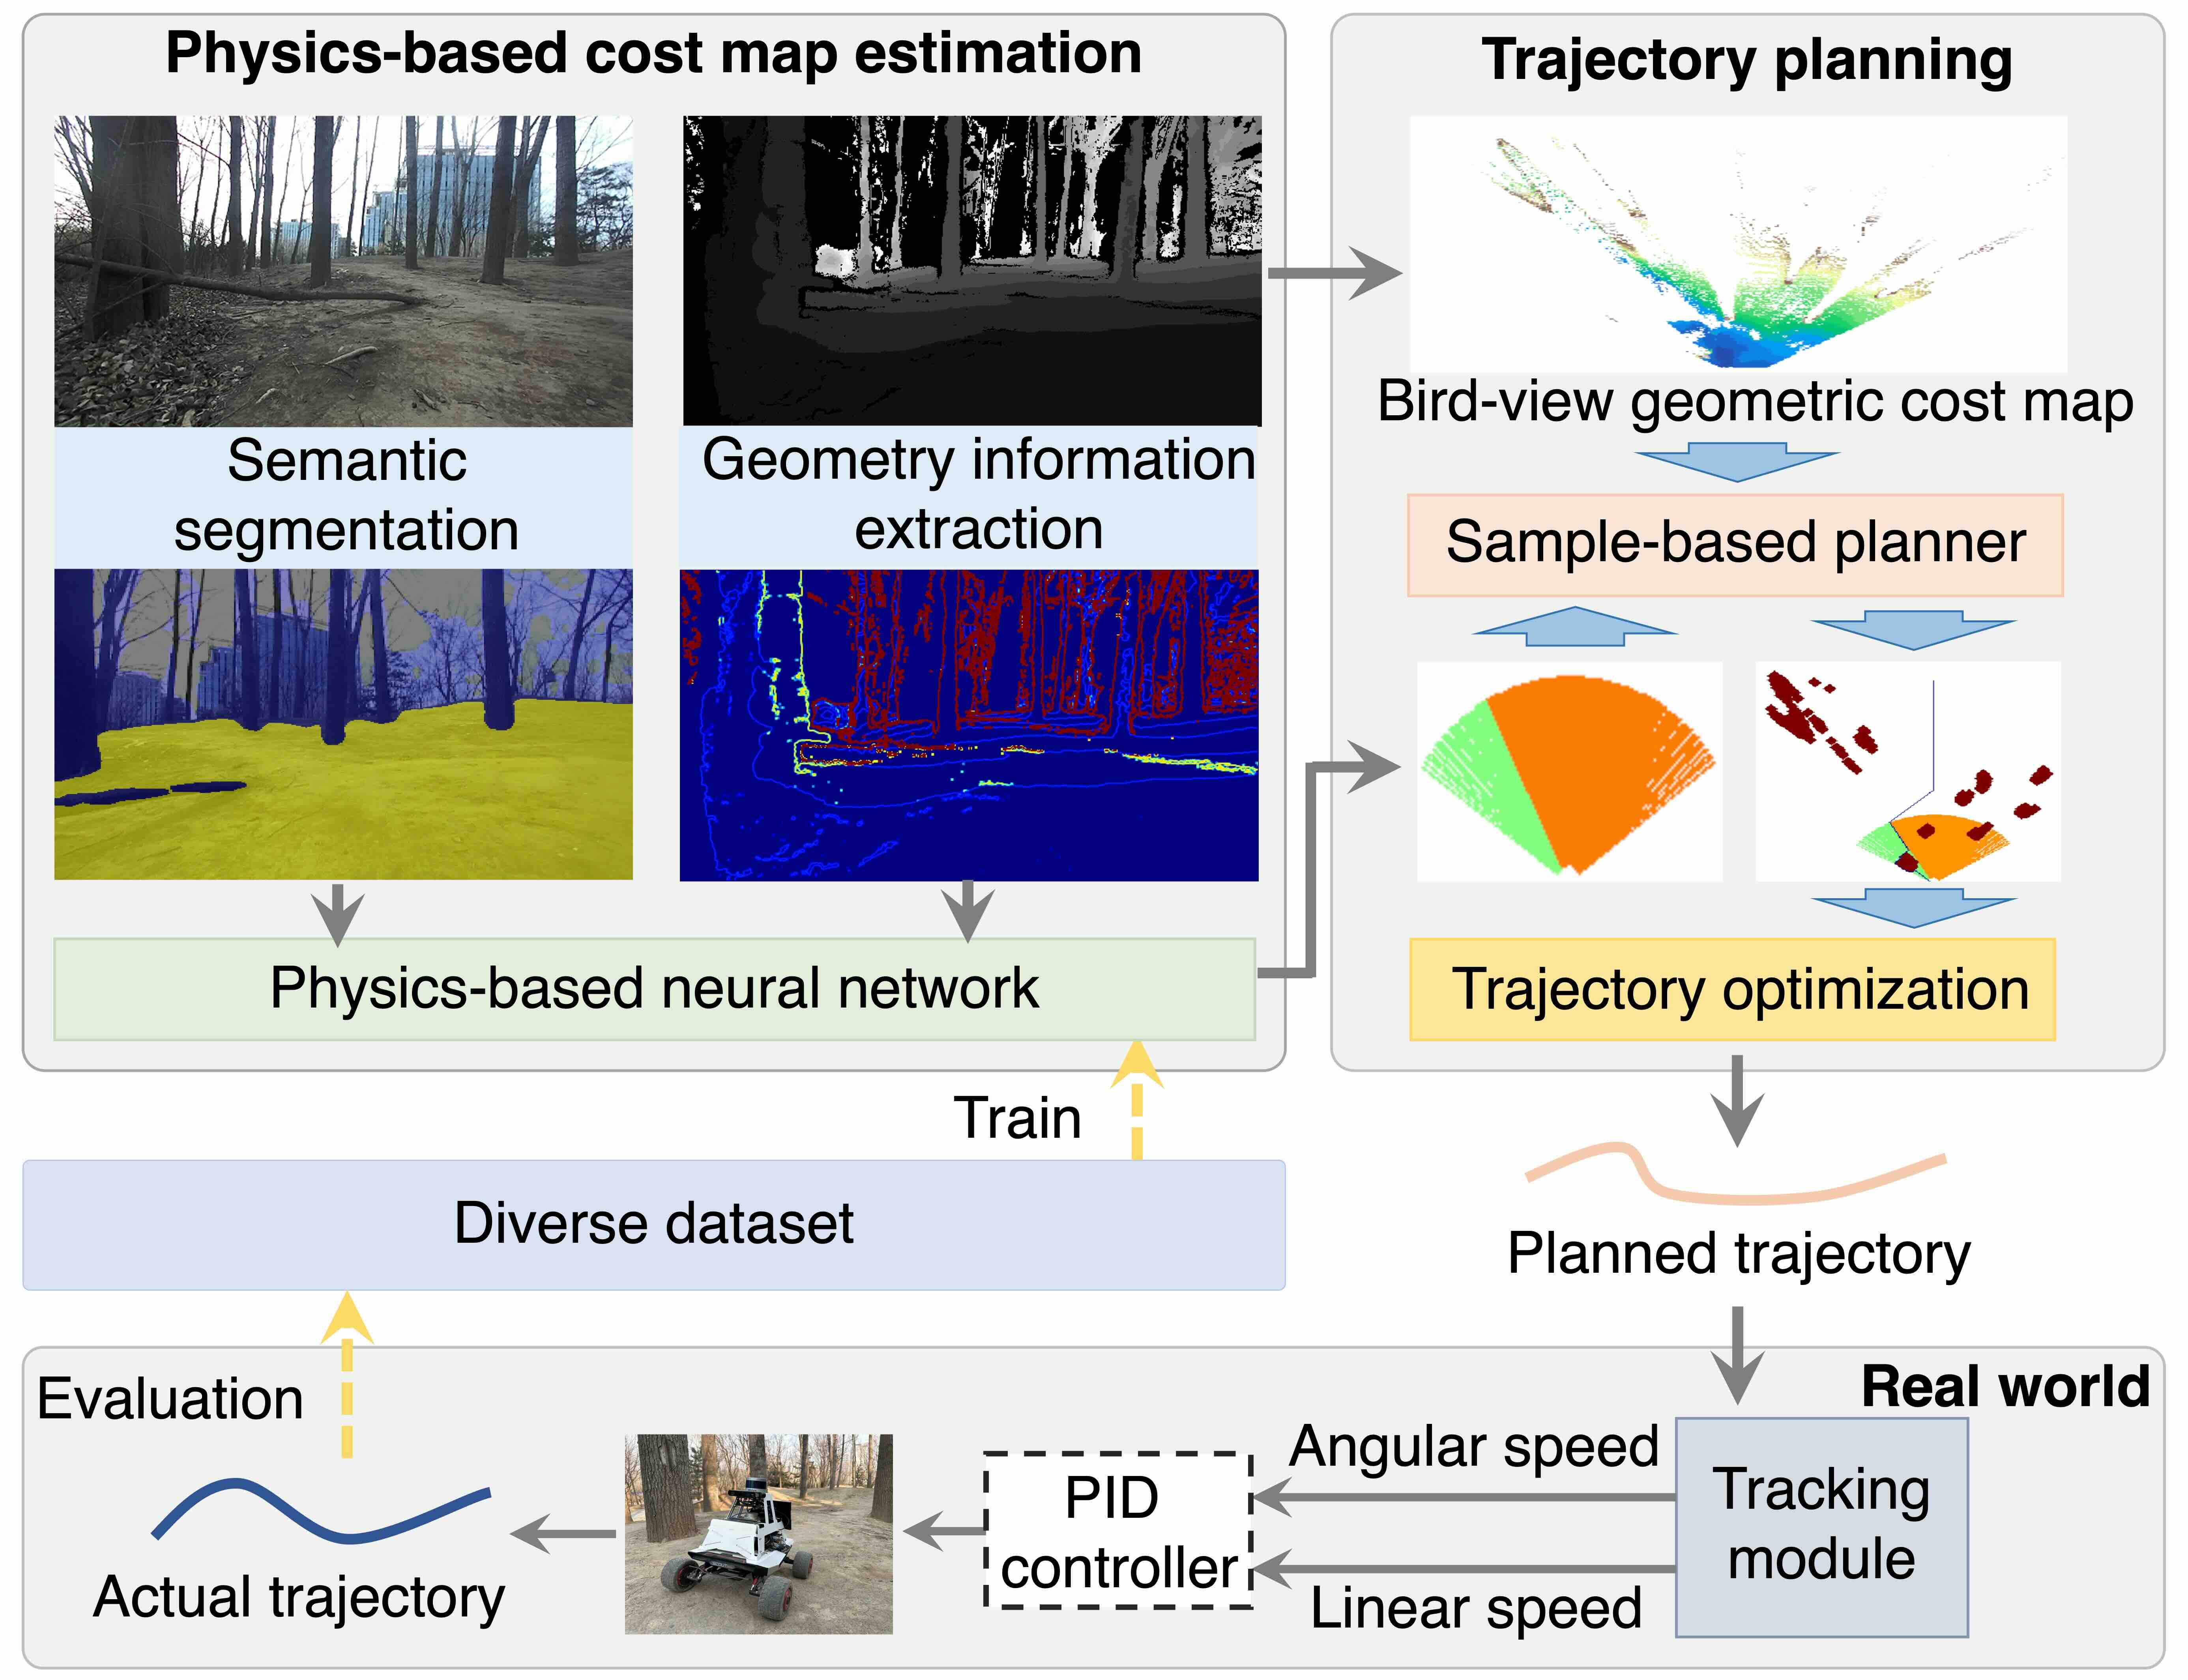 Physics-based cost map estimation
Semantic
segmentation
Geometry information
extraction
Physics-based neural network
Trajectory planning
Bird-view geometric cost map
Sample-based planner
Trajectory optimization
Train
Diverse dataset
Planned trajectory
Real world
Evaluation
Actual trajectory
PID
controller
Angular speed
Linear speed
Tracking
module